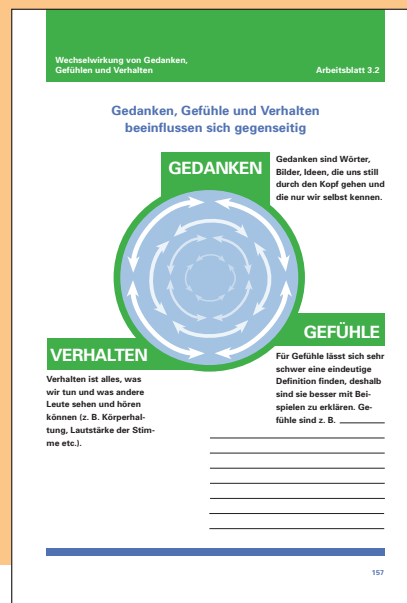 Wechselwirkung von Gedanken,
Gefühlen und Verhalten
Arbeitsblatt 3.2
Gedanken, Gefühle und Verhalten
beeinflussen sich gegenseitig
GEDANKEN
Gedanken sind Wörter,
Bilder, Ideen, die uns still
durch den Kopf gehen und
die nur wir selbst kennen.
GEFÜHLE
Für Gefühle lässt sich sehr
schwer eine eindeutige
Definition finden, deshalb
sind sie besser mit Bei-
spielen zu erklären. Ge-
fühle sind z. B.
VERHALTEN
Verhalten ist alles, was
wir tun und was andere
Leute sehen und hören
können (z. B. Körperhal-
tung, Lautstärke der Stim-
me etc.).
157